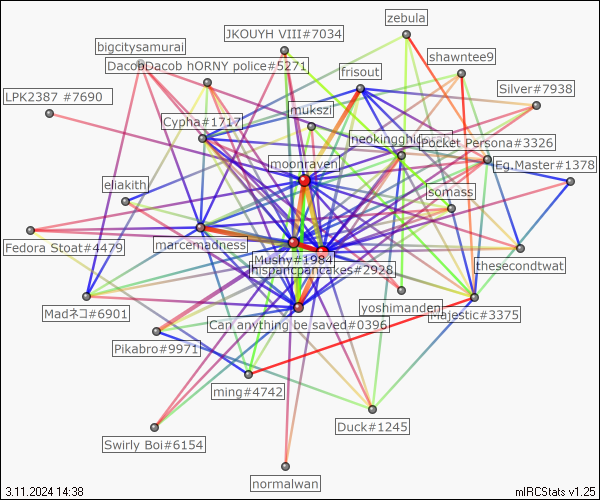 zebula
JKOUYH VIII#7034
bigcitysamurai
shawntee9
DacobDacob hORNY police#5271
frisout
Silver#7938
LPK2387 #7690
mukszi
Cypha#1717
Pocket Persona#3326
moonraven
Eg.Master#1378
eliakith
somass
marcemadness
Fedora Stoat#4479
Mushy#1984
thesecondtwat
hispanicpancakes#2928
yoshimanden
Madネコ#6901
Majestic#3375
Can anything be saved#0396
Pikabro#9971
ming#4742
Duck#1245
Swirly Boi#6154
normalwan
3.11.2024 14:38
mIRCStats v1.25